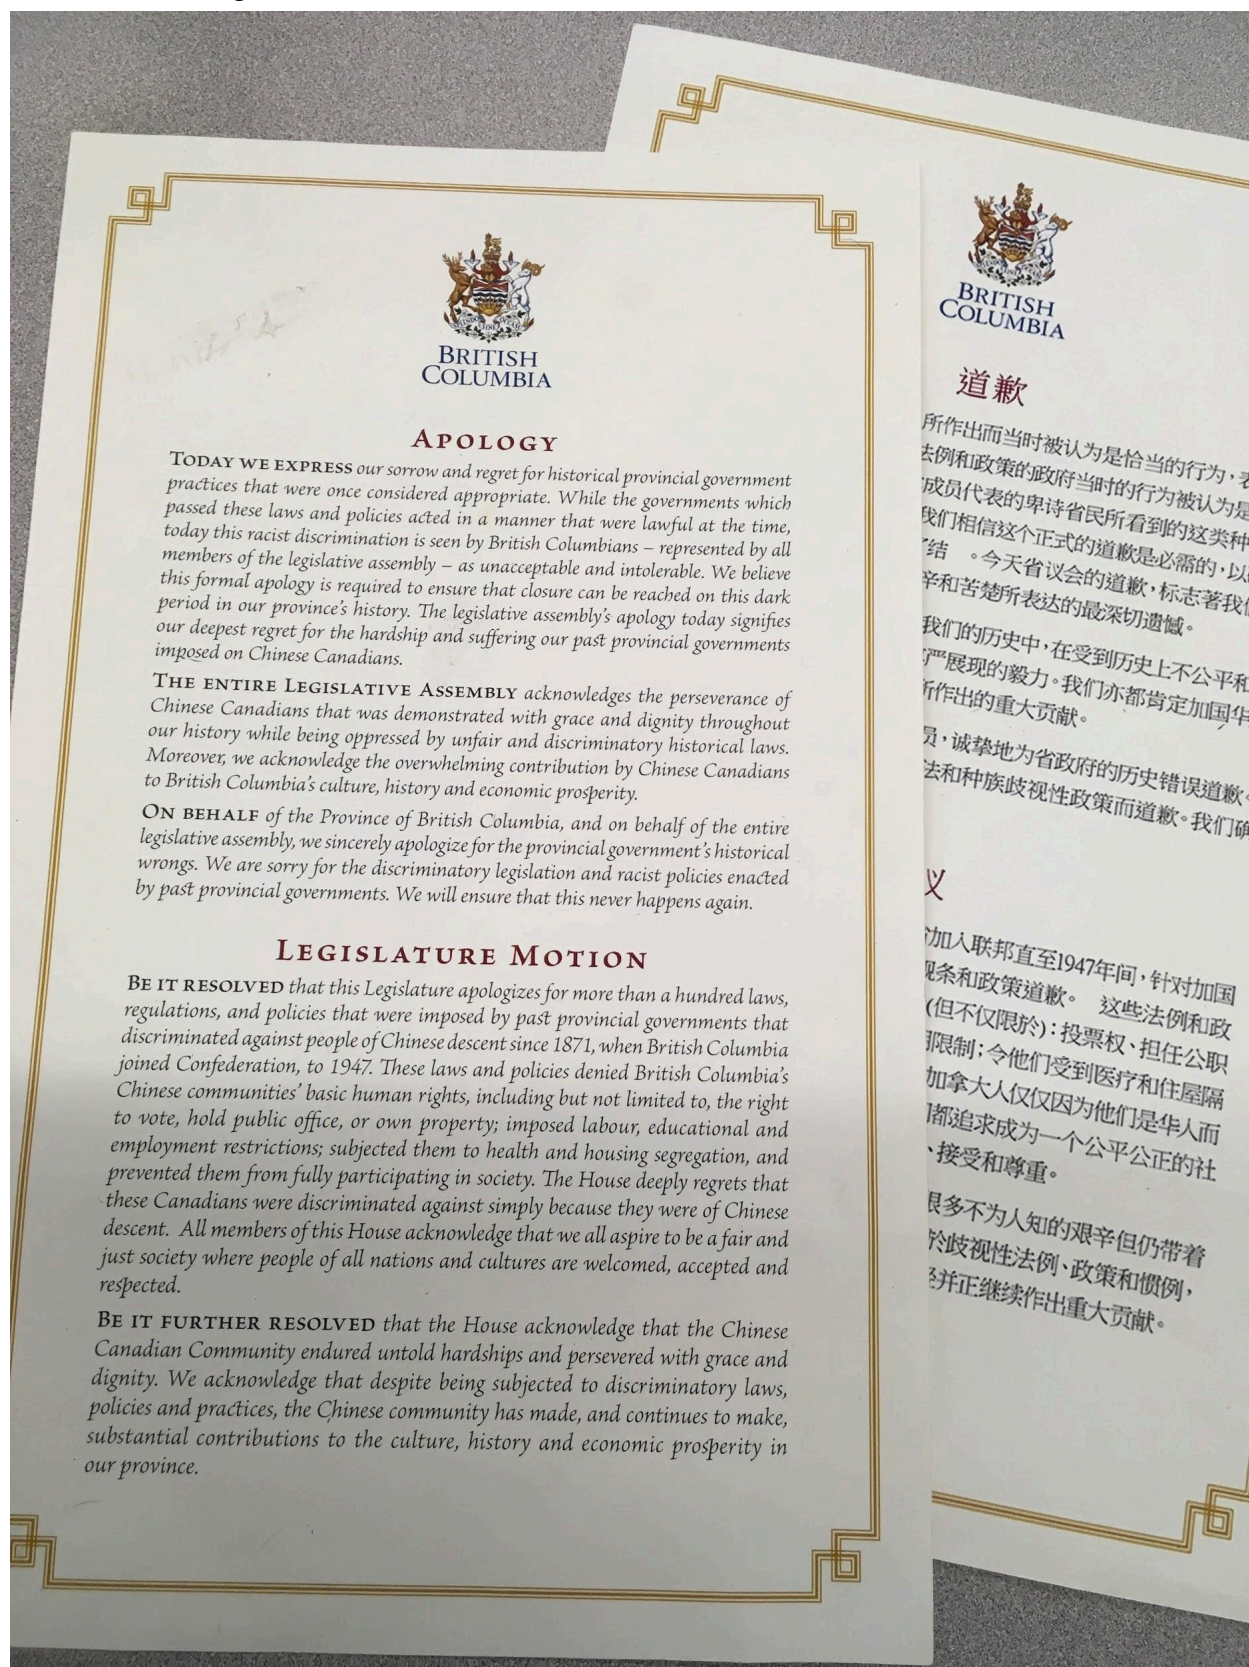 BRITISH
COLUMBIA
APOLOGY
TODAY WE EXPRESS our sorrow and regret for historical provincial government
practices that were once considered appropriate. While the governments which
passed these laws and policies acted in a manner that were lawful at the time,
today this racist discrimination is seen by British Columbians – represented by all
members of the legislative assembly – as unacceptable and intolerable. We believe
this formal apology is required to ensure that closure can be reached on this dark
period in our province's history. The legislative assembly's apology today signifies
our deepest regret for the hardship and suffering our past provincial governments
imposed on Chinese Canadians.
THE ENTIRE LEGISLATIVE ASSEMBLY acknowledges the perseverance of
Chinese Canadians that was demonstrated with grace and dignity throughout
our history while being oppressed by unfair and discriminatory historical laws.
Moreover, we acknowledge the overwhelming contribution by Chinese Canadians
to British Columbia's culture, history and economic prosperity.
ON BEHALF of the Province of British Columbia, and on behalf of the entire
legislative assembly, we sincerely apologize for the provincial government's historical
wrongs. We are sorry for the discriminatory legislation and racist policies enacted
by past provincial governments. We will ensure that this never happens again.
LEGISLATURE MOTION
BE IT RESOLVED that this Legislature apologizes for more than a hundred laws,
regulations, and policies that were imposed by past provincial governments that
discriminated against people of Chinese descent since 1871, when British Columbia
joined Confederation, to 1947. These laws and policies denied British Columbia's
Chinese communities' basic human rights, including but not limited to, the right
to vote, hold public office, or own property; imposed labour, educational and
employment restrictions; subjected them to health and housing segregation, and
prevented them from fully participating in society. The House deeply regrets that
these Canadians were discriminated against simply because they were of Chinese
descent. All members of this House acknowledge that we all aspire to be a fair and
just society where people of all nations and cultures are welcomed, accepted and
respected.
BE IT FURTHER RESOLVED that the House acknowledge that the Chinese
Canadian Community endured untold hardships and persevered with grace and
dignity. We acknowledge that despite being subjected to discriminatory laws,
policies and practices, the Chinese community has made, and continues to make,
substantial contributions to the culture, history and economic prosperity in
our province.
BRITISH
COLUMBIA
道歉
所作出而当时被认为是恰当的行为，表
法例和政策的政府当时的行为被认为是
成员代表的卑诗省民所看到的这类种
我们相信这个正式的道歉是必需的，以
结 。今天省议会的道歉，标志著我们
辛和苦楚所表达的最深切遗憾。
我们的历史中，在受到历史上不公平和
严展现的毅力。我们亦都肯定加国华
所作出的重大贡献。
员，诚挚地为省政府的历史错误道歉。
法和种族歧视性政策而道歉。我们确
议
加入联邦直至1947年间，针对加国
规条和政策道歉。 这些法例和政
(但不仅限於)：投票权、担任公职
限制；令他们受到医疗和住屋隔
加拿大人仅仅因为他们是华人而
都追求成为一个公平公正的社
、接受和尊重。
很多不为人知的艰辛但仍带着
於歧视性法例、政策和惯例，
并正继续作出重大贡献。